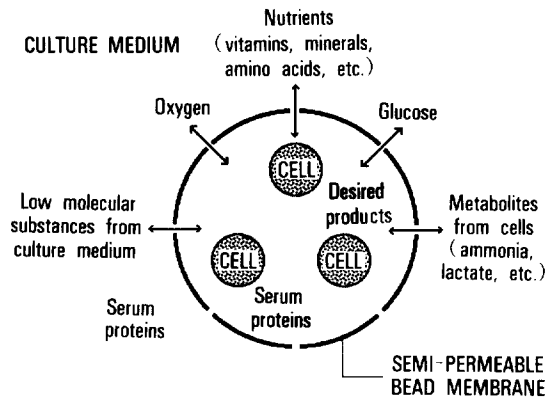 CULTURE MEDIUM
Nutrients
(vitamins, minerals,
amino acids, etc.)
Oxygen
Glucose
CELL
Desired
products
Low molecular
substances from
culture medium
Metabolites
from cells
(ammonia,
lactate, etc.)
CELL
CELL
Serum
proteins
Serum
proteins
SEMI-PERMEABLE
BEAD MEMBRANE